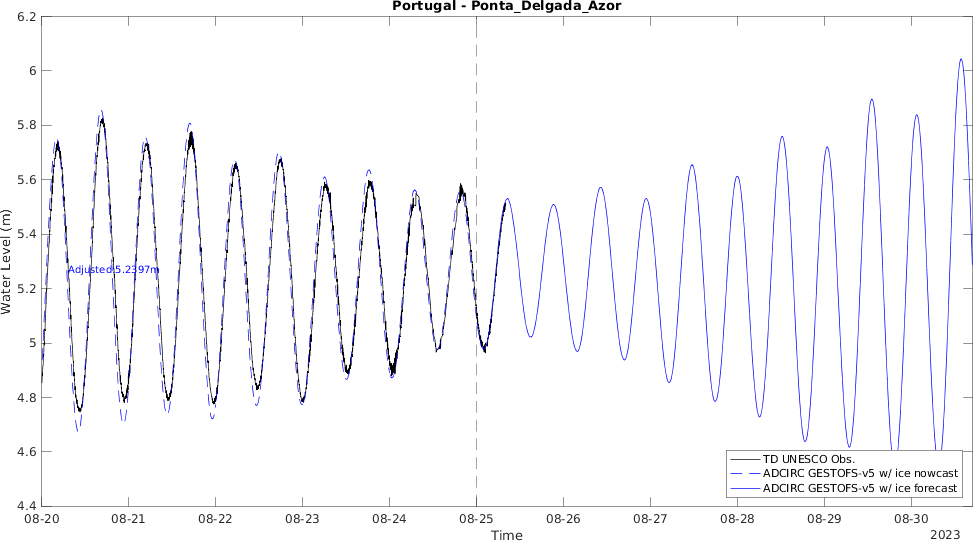 Portugal - Ponta_Delgada_Azor
6.2
6
5.8
5.6
5.4
5.2
5
4.8
4.6
4.4
Water Level (m)
Adjusted 5.2397m
TD UNESCO Obs.
ADCIRC GESTOFS-v5 w/ ice nowcast
ADCIRC GESTOFS-v5 w/ ice forecast
08-20 08-21 08-22 08-23 08-24 08-25 08-26 08-27 08-28 08-29 08-30
Time
2023